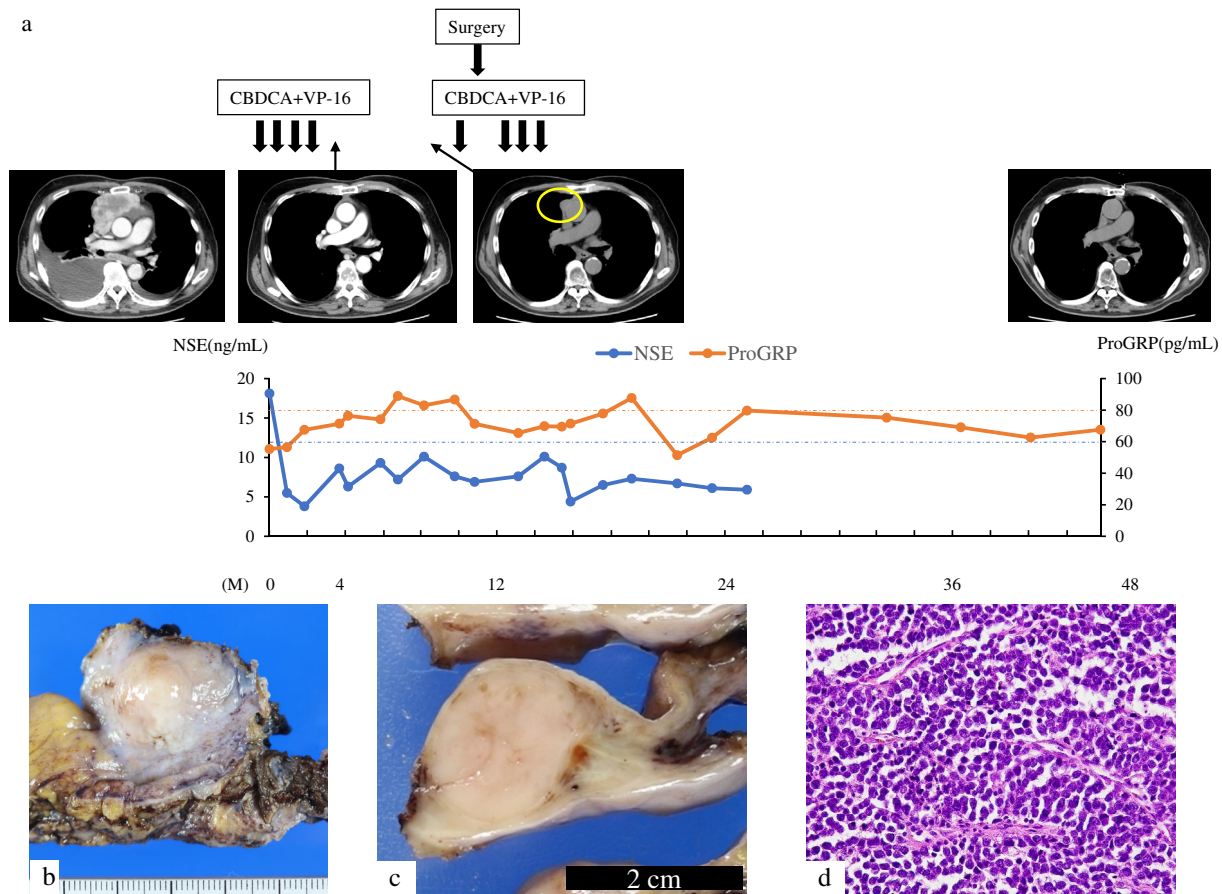 a
Surgery
CBDCA+VP-16
CBDCA+VP-16
NSE(ng/mL)
NSE
ProGRP
ProGRP(pg/mL)
20
15
10
5
0
100
80
60
40
20
0
(M) 0 4 12 24 36 48
b
c
2 cm
d